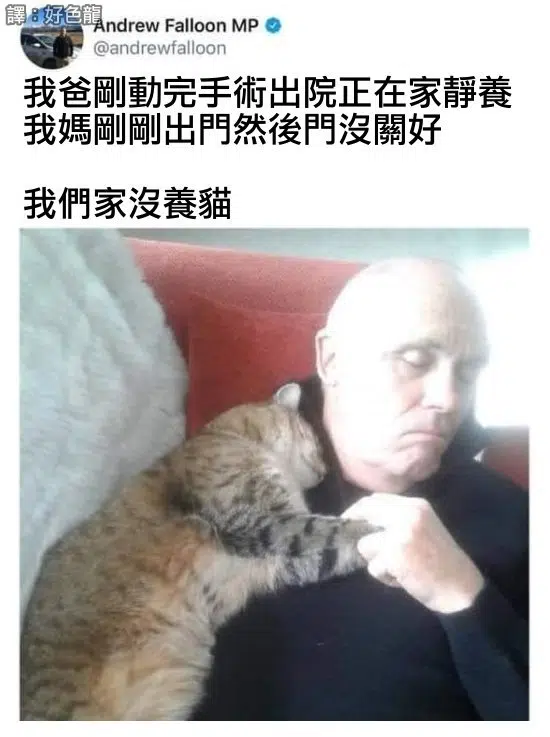 譯：好色龍
Andrew Falloon MP
@andrewfalloon
我爸剛動完手術出院正在家靜養
我媽剛剛出門然後門沒關好
我們家沒養貓